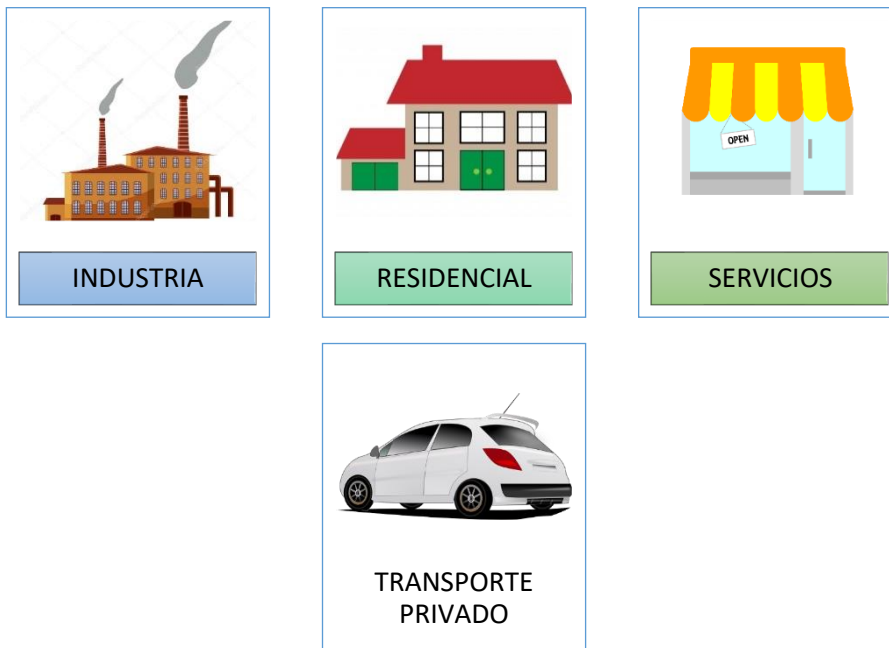 OPEN
INDUSTRIA
RESIDENCIAL
SERVICIOS
TRANSPORTE
PRIVADO